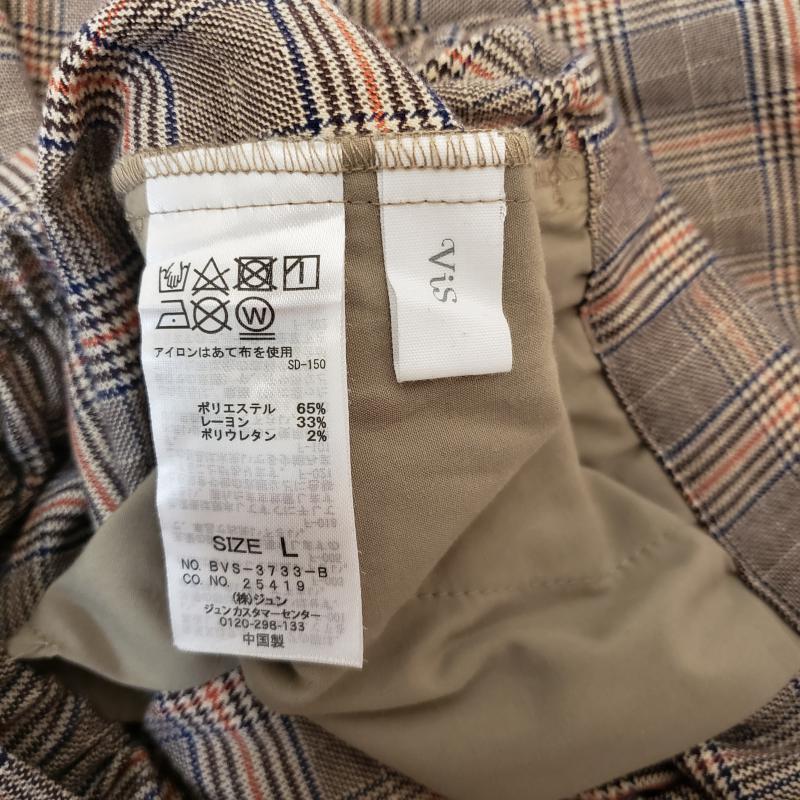 W
アイロンはあて布を使用
SD-150
ポリエステル 65%
レーヨン 33%
ポリウレタン 2%
SIZE L
NO. BVS-3733-B
CO. NO. 25419
(株)ジュン
ジュンカスタマーセンター
0120-298-133
中国製
ViS